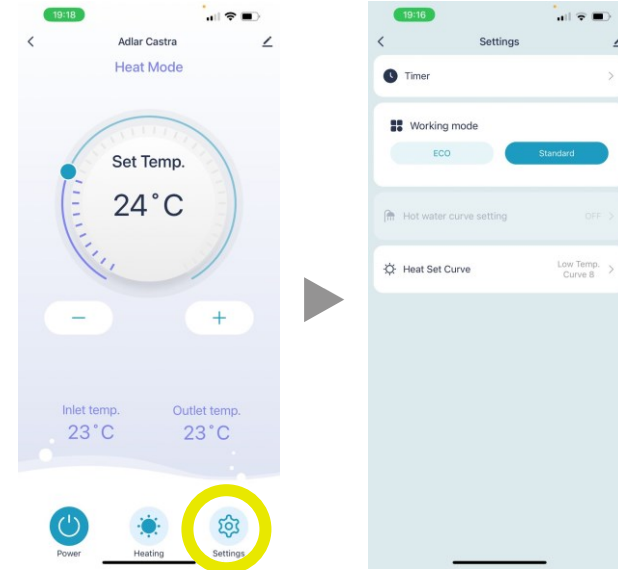 19:18
Adlar Castra
Heat Mode
Set Temp.
24°C
Inlet temp.
23°C
Outlet temp.
23°C
Power
Heating
Settings
19:16
Settings
Timer
Working mode
ECO
Standard
Hot water curve setting
OFF
Heat Set Curve
Low Temp.
Curve 8